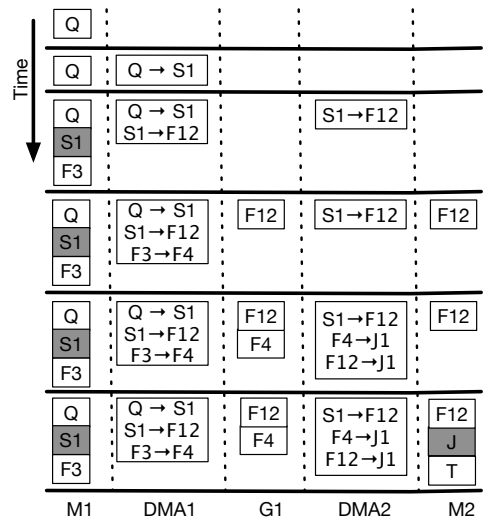 Time
Q
Q
Q → S1
Q
S1
F3
Q → S1
S1→F12
S1→F12
Q
S1
F3
Q → S1
S1→F12
F3→F4
F12
S1→F12
F12
Q
S1
F3
Q → S1
S1→F12
F3→F4
F12
F4
S1→F12
F4→J1
F12→J1
F12
Q
S1
F3
Q → S1
S1→F12
F3→F4
F12
F4
S1→F12
F4→J1
F12→J1
F12
J
T
M1 DMA1 G1 DMA2 M2